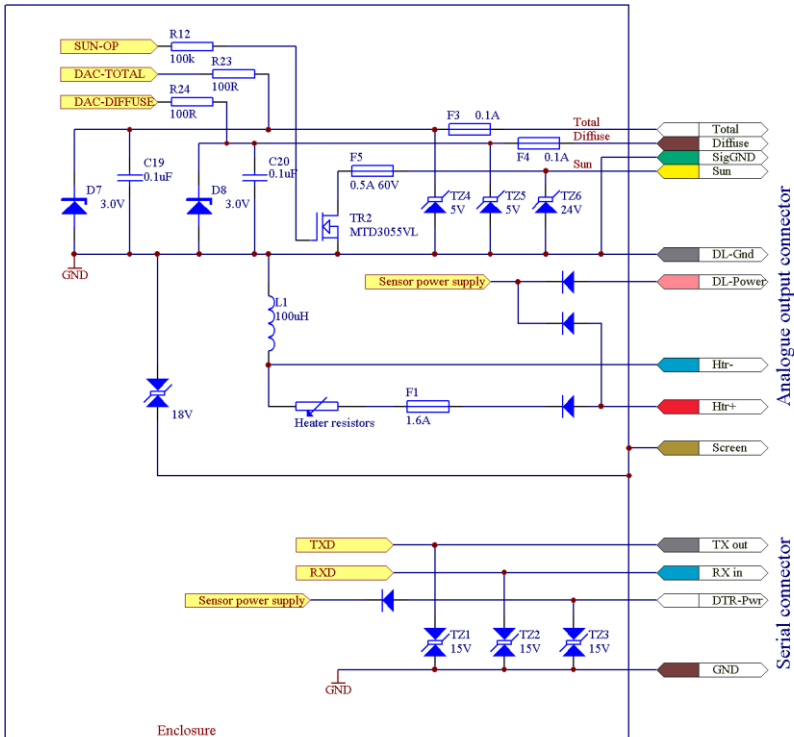 SUN-OP
R12
100k
DAC-TOTAL
R23
100R
DAC-DIFFUSE
R24
100R
F3
0.1A
Total
Total
Diffuse
F4
0.1A
Diffuse
SigGND
Sun
Sun
C19
0.1uF
C20
0.1uF
F5
0.5A 60V
D7
3.0V
D8
3.0V
TR2
MTD3055VL
TZ4
5V
TZ5
5V
TZ6
24V
GND
DL-Gnd
Sensor power supply
DL-Power
L1
100uH
Htr-
18V
Heater resistors
F1
1.6A
Htr+
Screen
Analogue output connector
TXD
TX out
RXD
RX in
Sensor power supply
DTR-Pwr
TZ1
15V
TZ2
15V
TZ3
15V
GND
GND
Serial connector
Enclosure